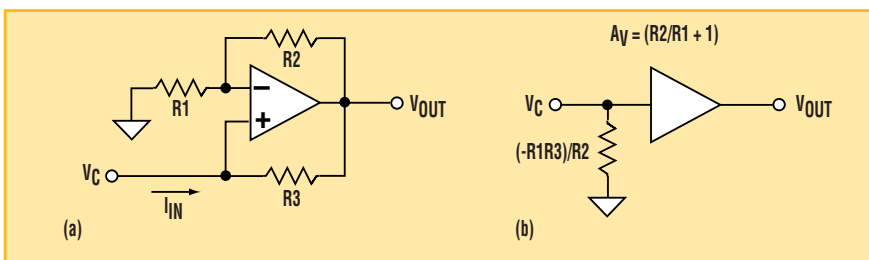 R2
R1
−
+
VOUT
VC
IIN
R3
(a)
AV = (R2/R1 + 1)
VC
VOUT
(-R1R3)/R2
(b)